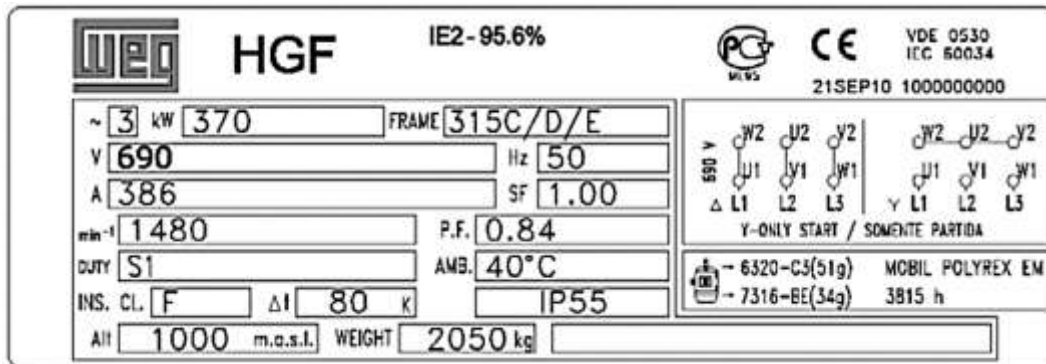 WEG HGF IE2-95.6% PG CE VDE 0530
IEC 60034
21SEP10 1000000000
~ 3 kW 370 FRAME 315C/D/E
V 690 Hz 50
A 386 SF 1.00
min⁻¹ 1480 P.F. 0.84
DUTY S1 AMB. 40°C
INS. CL. F Δt 80 K IP55
Alt 1000 m.a.s.l. WEIGHT 2050 kg
690 V
W2 U2 V2 W2 U2 V2
U1 V1 W1 U1 V1 W1
Δ L1 L2 L3 Y L1 L2 L3
Y-ONLY START / SOMENTE PARTIDA
→ 6320-C3(51g) MOBIL POLYREX EM
→ 7316-BE(34g) 3815 h